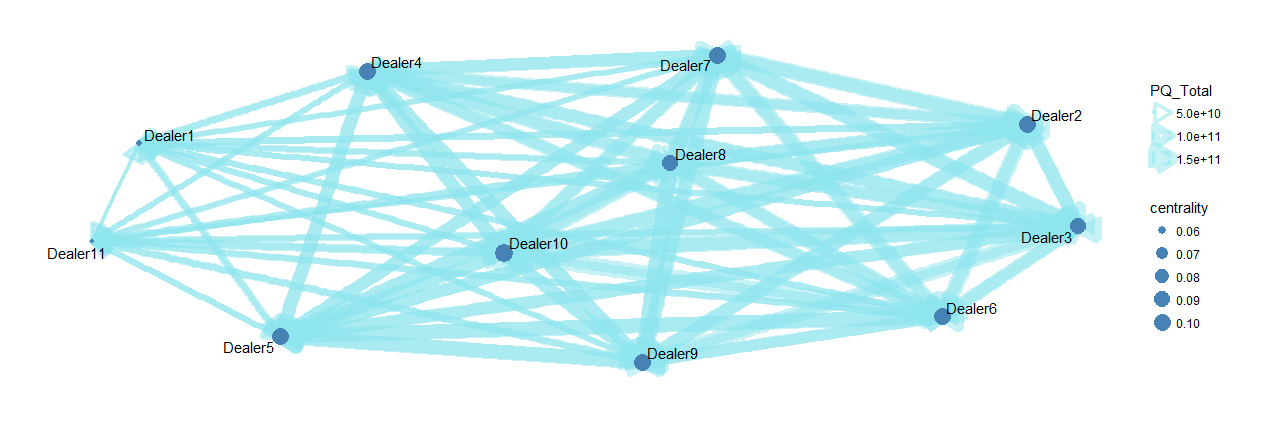 Dealer4
Dealer7
Dealer2
Dealer1
Dealer8
Dealer3
Dealer10
Dealer11
Dealer6
Dealer5
Dealer9
PQ_Total
5.0e+10
1.0e+11
1.5e+11
centrality
0.06
0.07
0.08
0.09
0.10